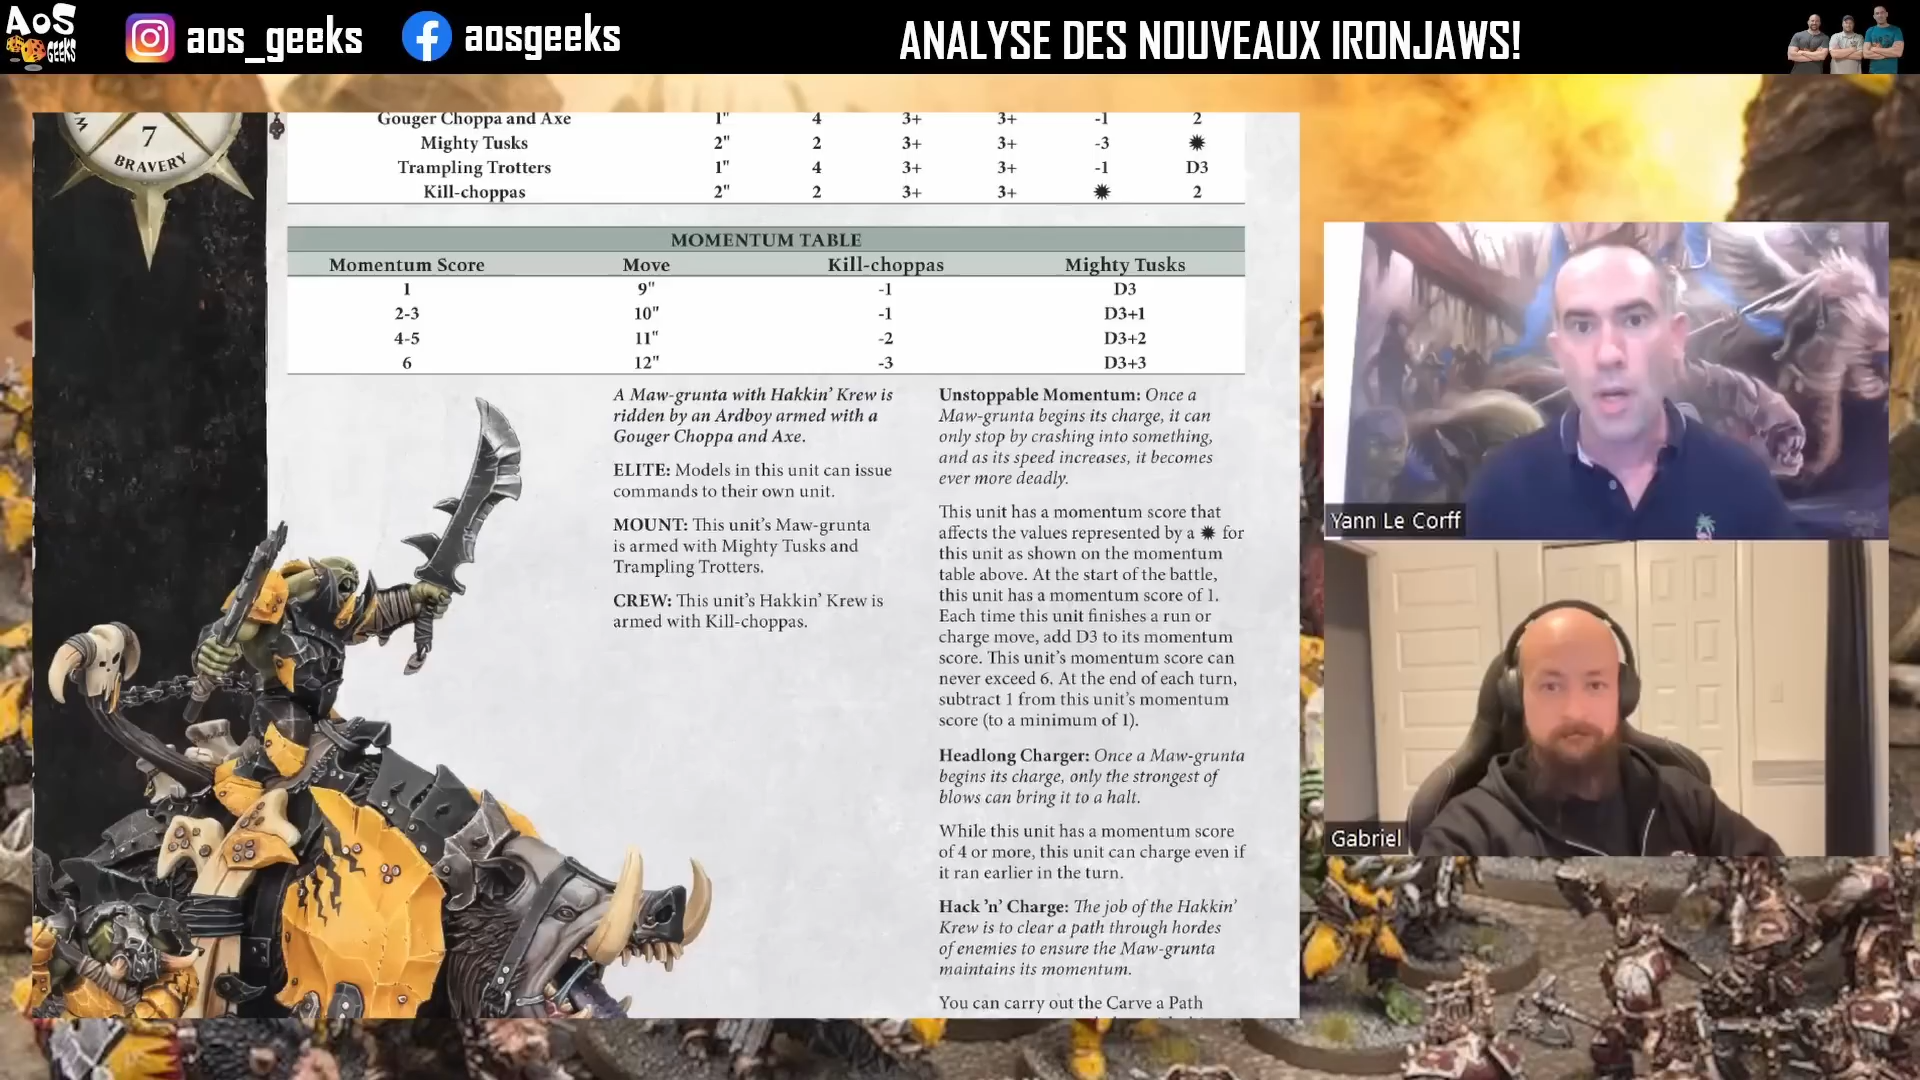 AoS
GEEKS
aos_geeks
aosgeeks
ANALYSE DES NOUVEAUX IRONJAWS!
7
BRAVERY
Gouger Choppa and Axe 1" 4 3+ 3+ -1 2
Mighty Tusks 2" 2 3+ 3+ -3 ✹
Trampling Trotters 1" 4 3+ 3+ -1 D3
Kill-choppas 2" 2 3+ 3+ ✹ 2
MOMENTUM TABLE
Momentum Score Move Kill-choppas Mighty Tusks
1 9" -1 D3
2-3 10" -1 D3+1
4-5 11" -2 D3+2
6 12" -3 D3+3
A Maw-grunta with Hakkin’ Krew is
ridden by an Ardboy armed with a
Gouger Choppa and Axe.
ELITE: Models in this unit can issue
commands to their own unit.
MOUNT: This unit’s Maw-grunta
is armed with Mighty Tusks and
Trampling Trotters.
CREW: This unit’s Hakkin’ Krew is
armed with Kill-choppas.
Unstoppable Momentum: Once a
Maw-grunta begins its charge, it can
only stop by crashing into something,
and as its speed increases, it becomes
ever more deadly.
This unit has a momentum score that
affects the values represented by a ✹ for
this unit as shown on the momentum
table above. At the start of the battle,
this unit has a momentum score of 1.
Each time this unit finishes a run or
charge move, add D3 to its momentum
score. This unit’s momentum score can
never exceed 6. At the end of each turn,
subtract 1 from this unit’s momentum
score (to a minimum of 1).
Headlong Charger: Once a Maw-grunta
begins its charge, only the strongest of
blows can bring it to a halt.
While this unit has a momentum score
of 4 or more, this unit can charge even if
it ran earlier in the turn.
Hack ’n’ Charge: The job of the Hakkin’
Krew is to clear a path through hordes
of enemies to ensure the Maw-grunta
maintains its momentum.
You can carry out the Carve a Path
Yann Le Corff
Gabriel